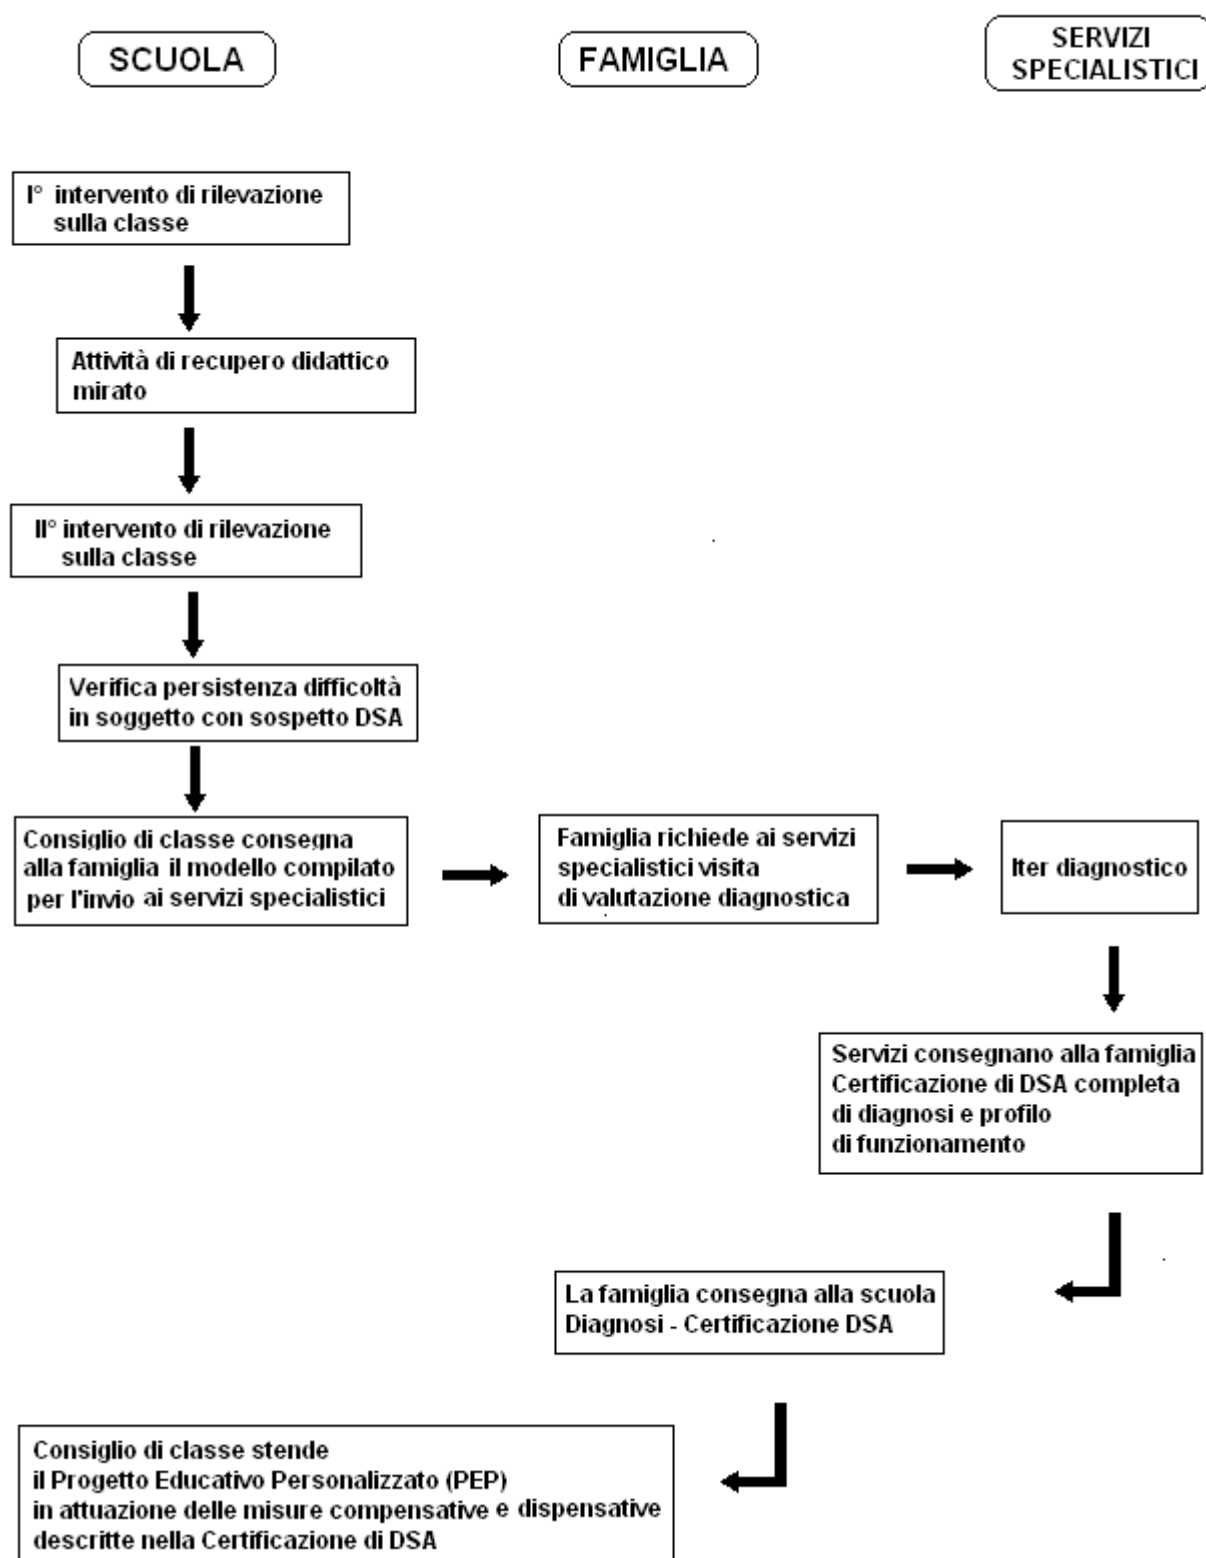 SCUOLA
FAMIGLIA
SERVIZI
SPECIALISTICI
I° intervento di rilevazione
sulla classe
Attività di recupero didattico
mirato
II° intervento di rilevazione
sulla classe
Verifica persistenza difficoltà
in soggetto con sospetto DSA
Consiglio di classe consegna
alla famiglia il modello compilato
per l'invio ai servizi specialistici
Famiglia richiede ai servizi
specialistici visita
di valutazione diagnostica
Iter diagnostico
Servizi consegnano alla famiglia
Certificazione di DSA completa
di diagnosi e profilo
di funzionamento
La famiglia consegna alla scuola
Diagnosi - Certificazione DSA
Consiglio di classe stende
il Progetto Educativo Personalizzato (PEP)
in attuazione delle misure compensative e dispensative
descritte nella Certificazione di DSA